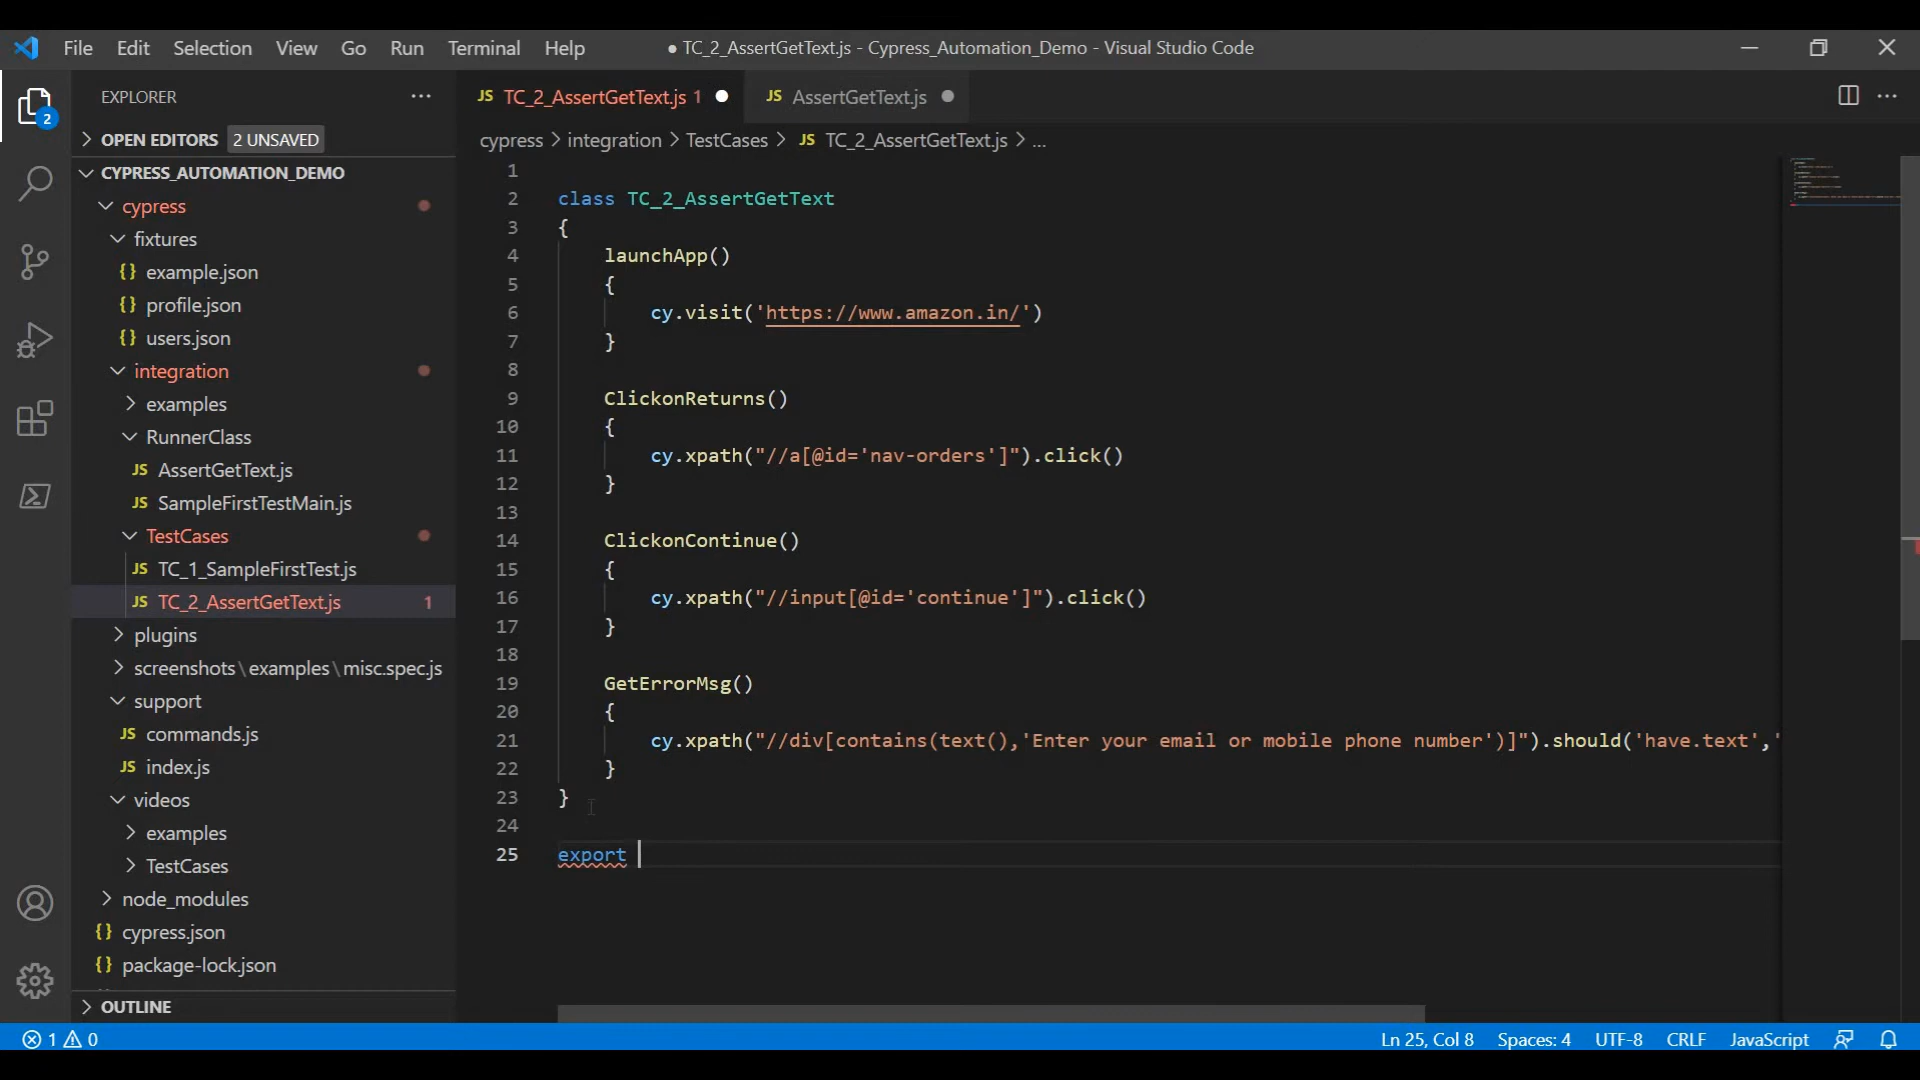 File Edit Selection View Go Run Terminal Help
● TC_2_AssertGetText.js - Cypress_Automation_Demo - Visual Studio Code
2
EXPLORER ...
OPEN EDITORS 2 UNSAVED
CYPRESS_AUTOMATION_DEMO
cypress
fixtures
{} example.json
{} profile.json
{} users.json
integration
examples
RunnerClass
JS AssertGetText.js
JS SampleFirstTestMain.js
TestCases
JS TC_1_SampleFirstTest.js
JS TC_2_AssertGetText.js 1
plugins
screenshots\examples\misc.spec.js
support
JS commands.js
JS index.js
videos
examples
TestCases
node_modules
{} cypress.json
{} package-lock.json
OUTLINE
JS TC_2_AssertGetText.js 1 ●
JS AssertGetText.js ●
cypress > integration > TestCases > JS TC_2_AssertGetText.js > ...
1
2 class TC_2_AssertGetText
3 {
4 launchApp()
5 {
6 cy.visit('https://www.amazon.in/')
7 }
8
9 ClickonReturns()
10 {
11 cy.xpath("//a[@id='nav-orders']").click()
12 }
13
14 ClickonContinue()
15 {
16 cy.xpath("//input[@id='continue']").click()
17 }
18
19 GetErrorMsg()
20 {
21 cy.xpath("//div[contains(text(),'Enter your email or mobile phone number')]").should('have.text','
22 }
23 }
24
25 export
1 0
Ln 25, Col 8 Spaces: 4 UTF-8 CRLF JavaScript